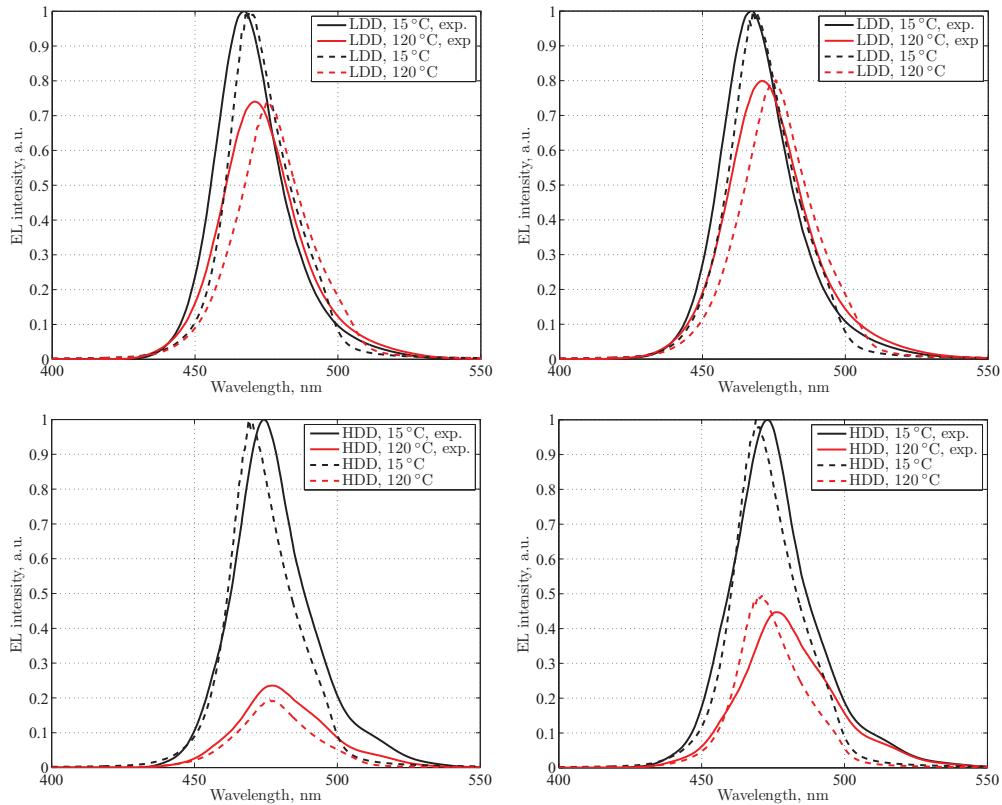 1
0.9
0.8
0.7
0.6
0.5
0.4
0.3
0.2
0.1
0
EL intensity, a.u.
400
450
500
550
Wavelength, nm
LDD, 15 °C, exp.
LDD, 120 °C, exp
LDD, 15 °C
LDD, 120 °C
1
0.9
0.8
0.7
0.6
0.5
0.4
0.3
0.2
0.1
0
EL intensity, a.u.
400
450
500
550
Wavelength, nm
LDD, 15 °C, exp.
LDD, 120 °C, exp
LDD, 15 °C
LDD, 120 °C
1
0.9
0.8
0.7
0.6
0.5
0.4
0.3
0.2
0.1
0
EL intensity, a.u.
400
450
500
550
Wavelength, nm
HDD, 15 °C, exp.
HDD, 120 °C, exp.
HDD, 15 °C
HDD, 120 °C
1
0.9
0.8
0.7
0.6
0.5
0.4
0.3
0.2
0.1
0
EL intensity, a.u.
400
450
500
550
Wavelength, nm
HDD, 15 °C, exp.
HDD, 120 °C, exp.
HDD, 15 °C
HDD, 120 °C